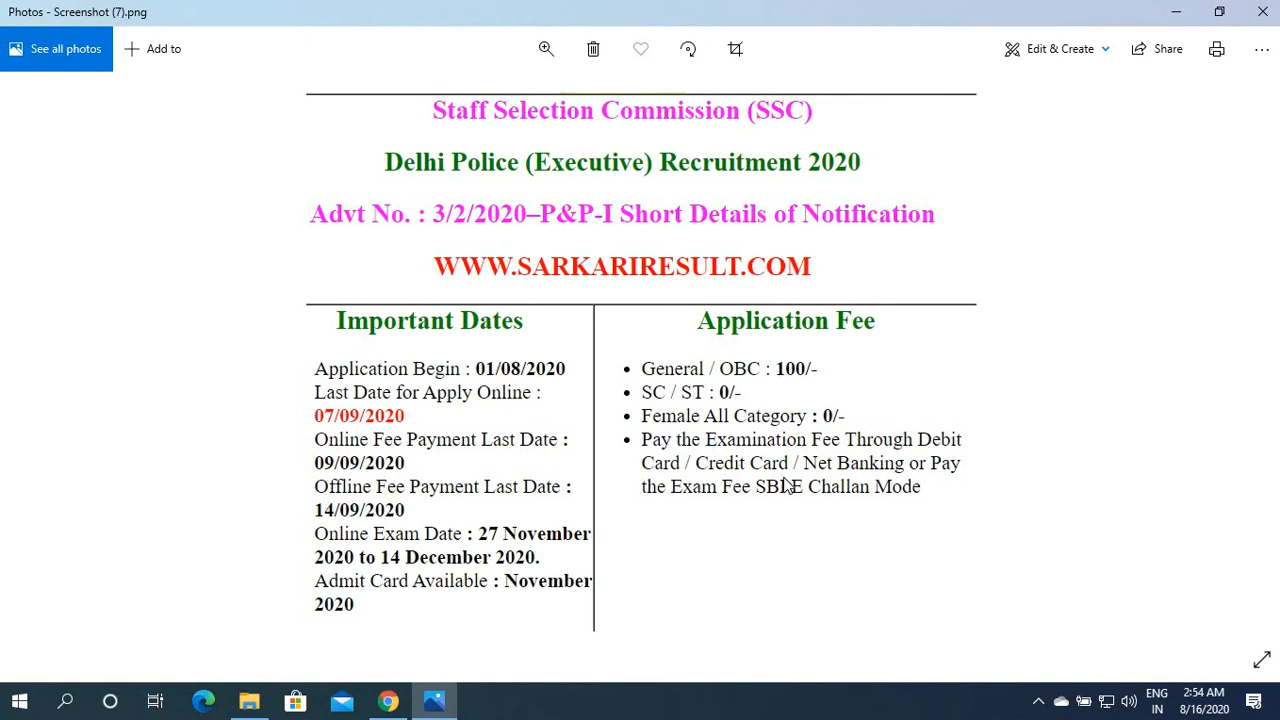 Photos - Screenshot (7).png
See all photos
Add to
Edit & Create
Share
Staff Selection Commission (SSC)
Delhi Police (Executive) Recruitment 2020
Advt No. : 3/2/2020–P&P-I Short Details of Notification
WWW.SARKARIRESULT.COM
Important Dates
Application Begin : 01/08/2020
Last Date for Apply Online :
07/09/2020
Online Fee Payment Last Date :
09/09/2020
Offline Fee Payment Last Date :
14/09/2020
Online Exam Date : 27 November
2020 to 14 December 2020.
Admit Card Available : November
2020
Application Fee
• General / OBC : 100/-
• SC / ST : 0/-
• Female All Category : 0/-
• Pay the Examination Fee Through Debit
Card / Credit Card / Net Banking or Pay
the Exam Fee SBI E Challan Mode
ENG
IN
2:54 AM
8/16/2020